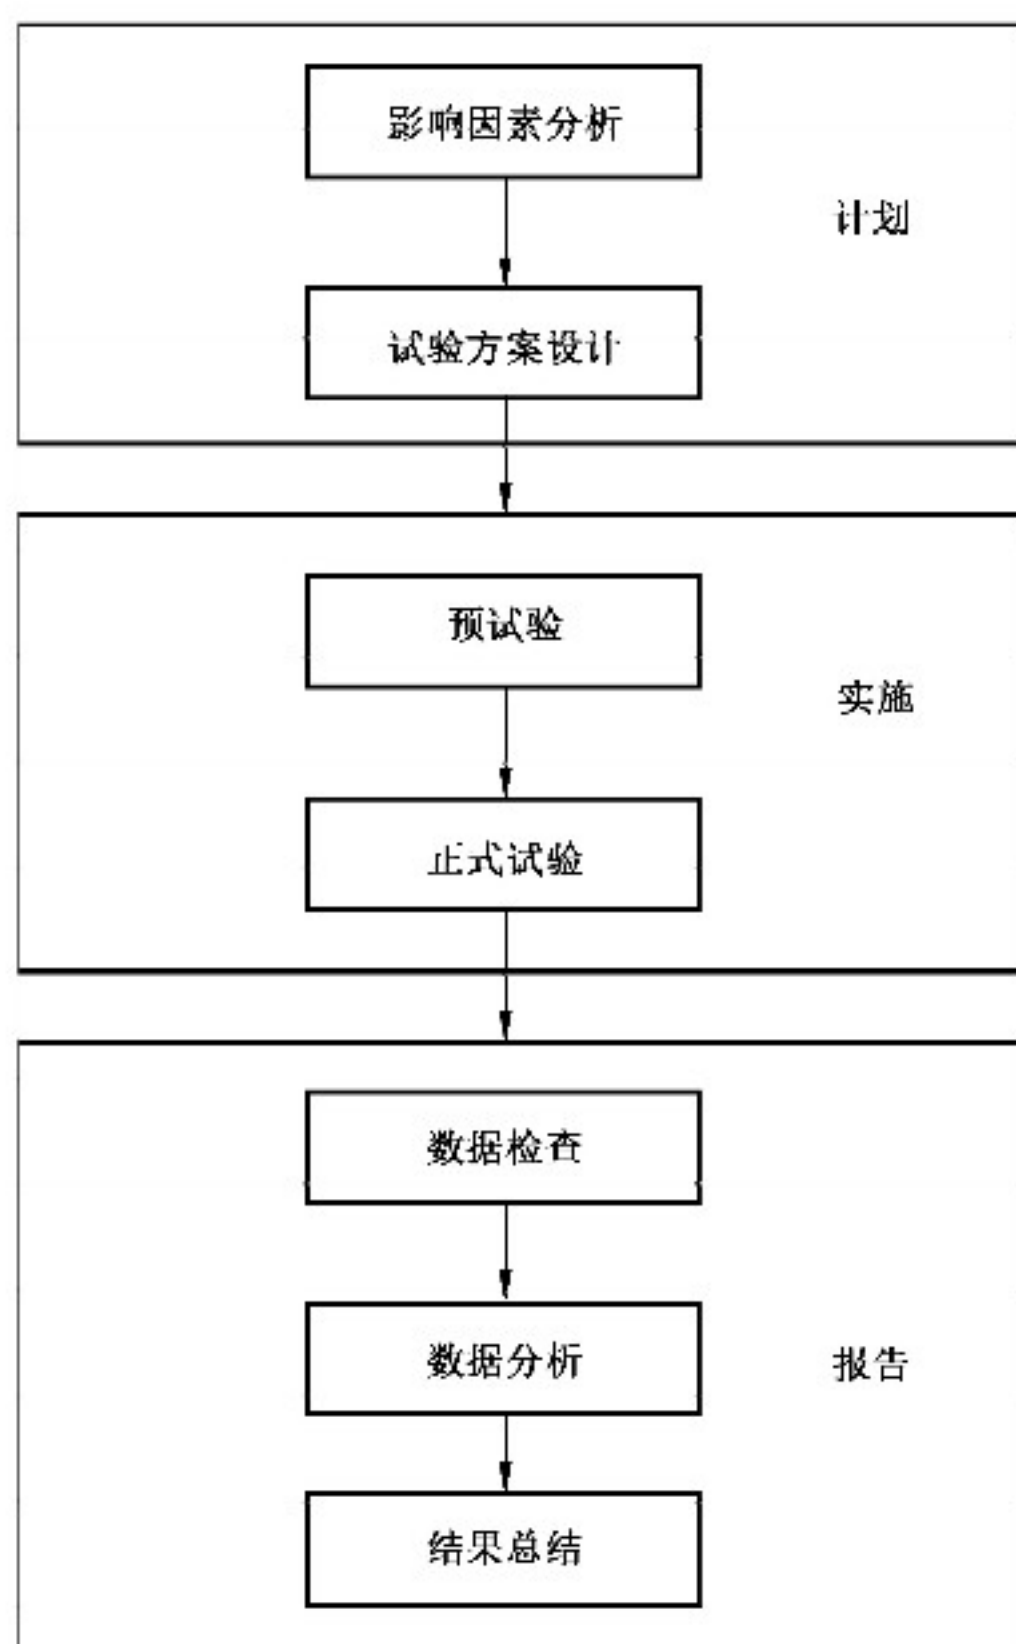 影响因素分析
计划
试验方案设计
预试验
实施
正式试验
数据检查
数据分析
报告
结果总结